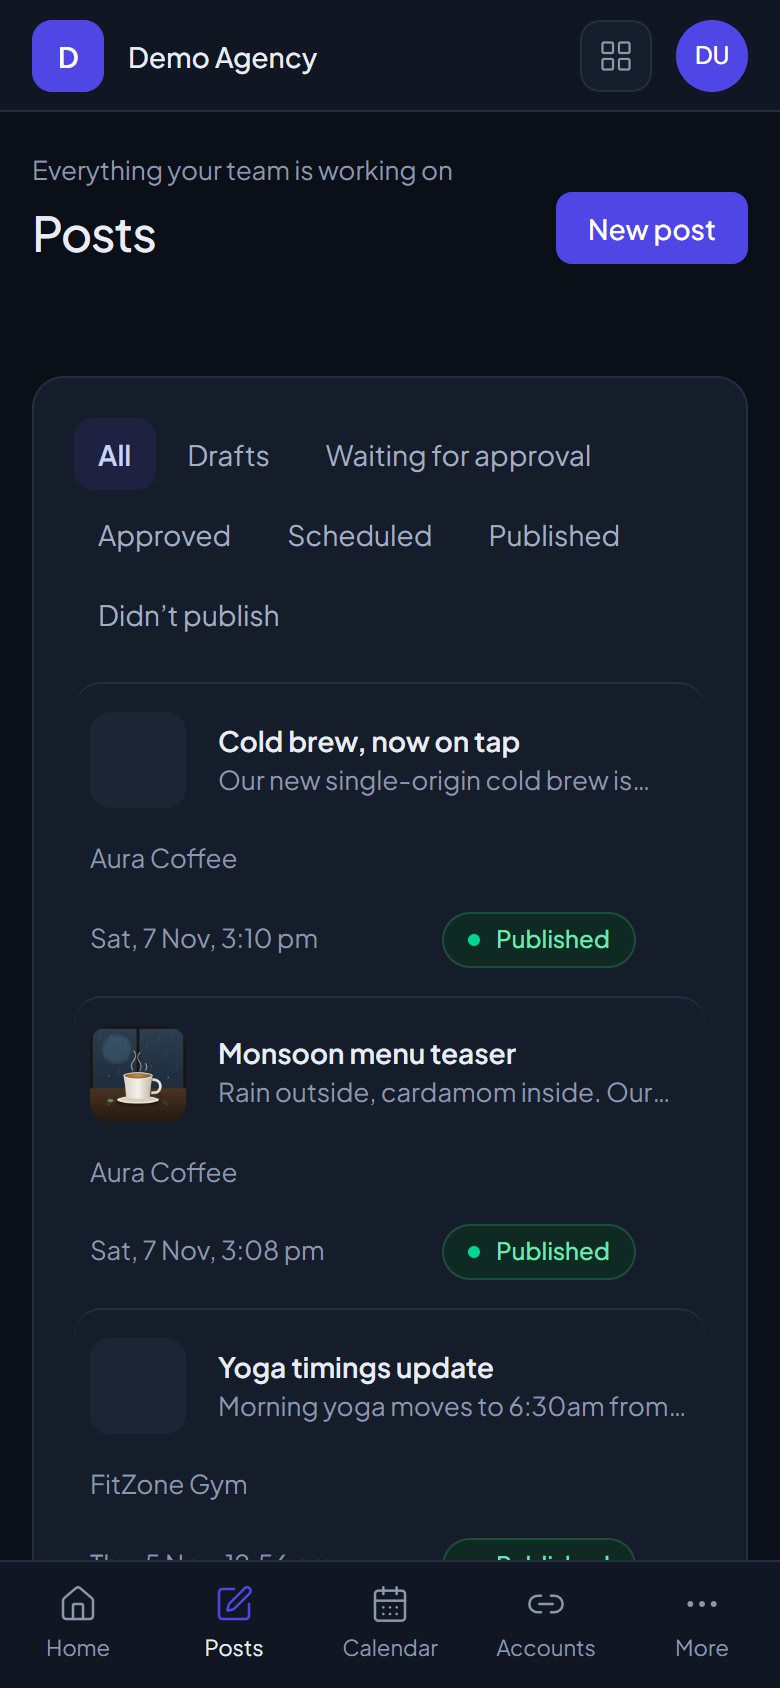 D
Demo Agency
DU
Everything your team is working on
Posts
New post
All
Drafts
Waiting for approval
Approved
Scheduled
Published
Didn’t publish
Cold brew, now on tap
Our new single-origin cold brew is…
Aura Coffee
Sat, 7 Nov, 3:10 pm
Published
Monsoon menu teaser
Rain outside, cardamom inside. Our…
Aura Coffee
Sat, 7 Nov, 3:08 pm
Published
Yoga timings update
Morning yoga moves to 6:30am from…
FitZone Gym
Published
Home
Posts
Calendar
Accounts
More